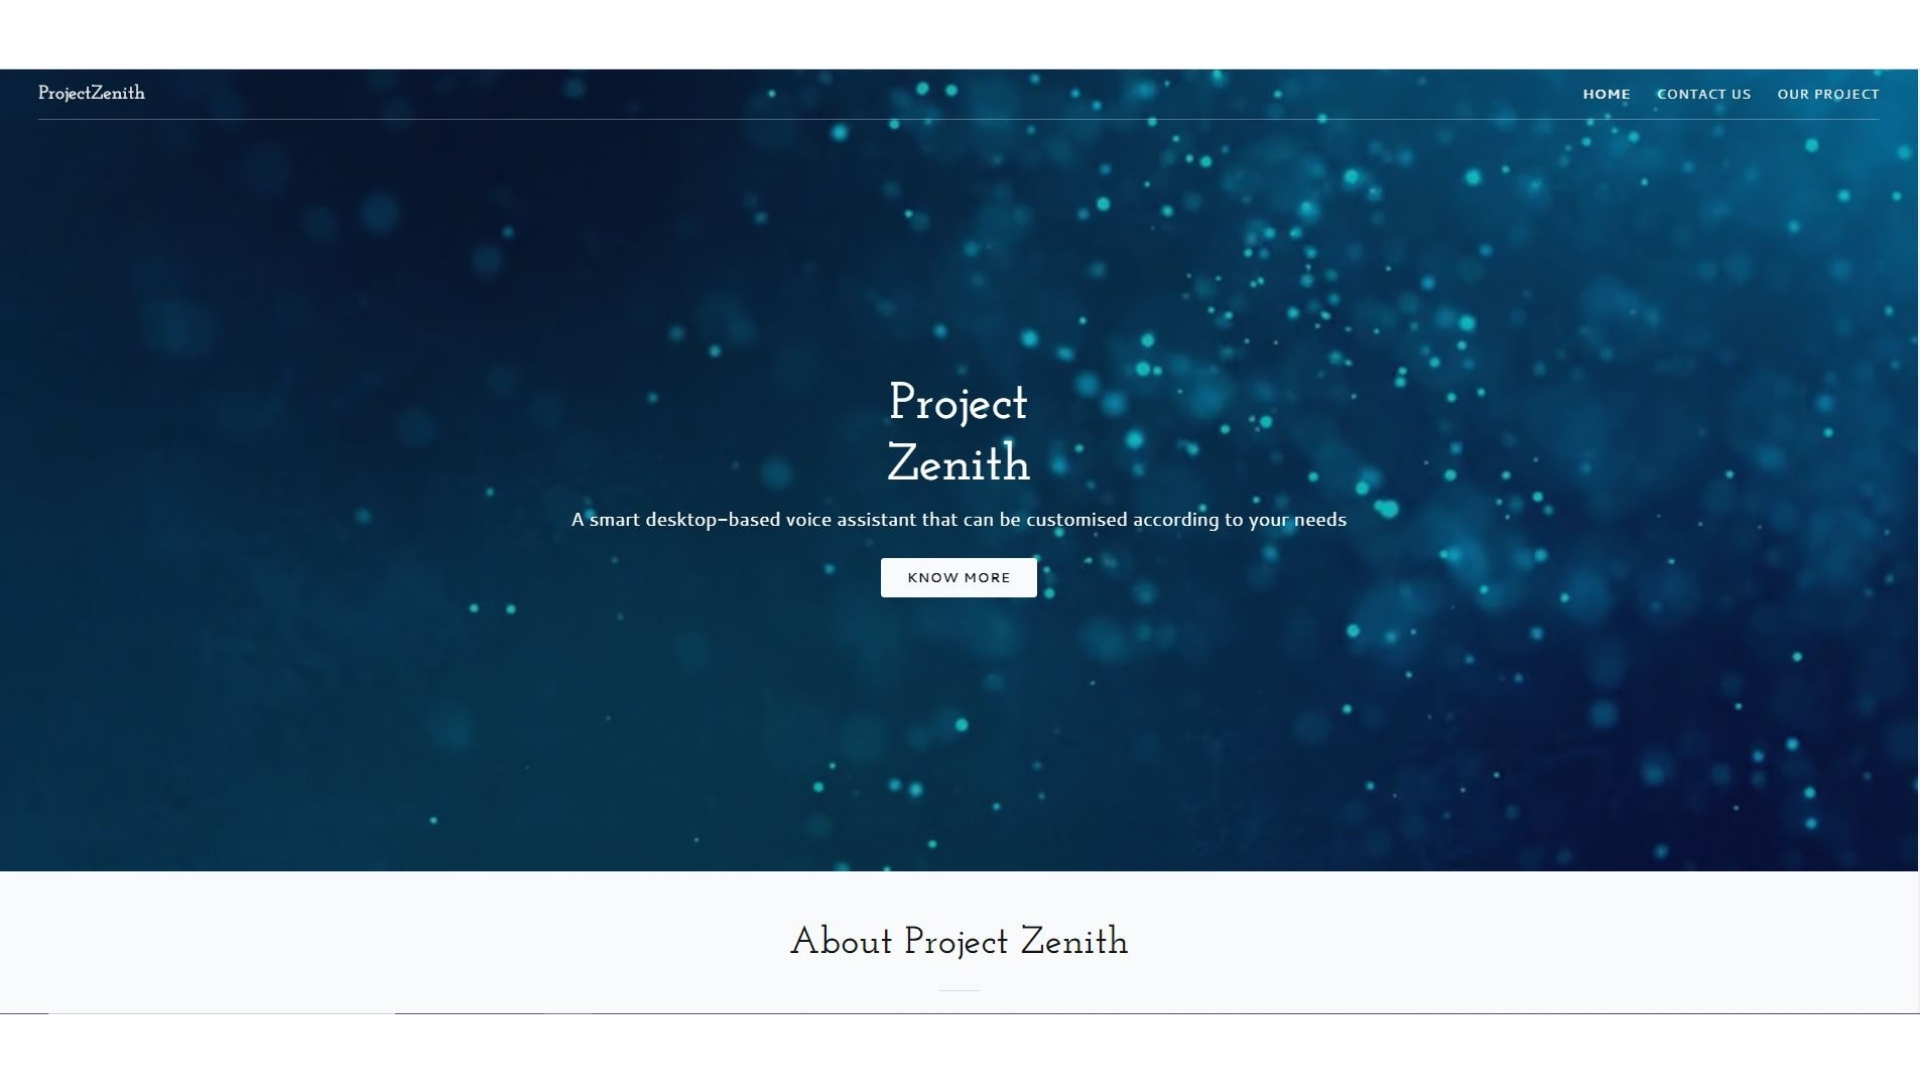 ProjectZenith
HOME CONTACT US OUR PROJECT
Project
Zenith
A smart desktop-based voice assistant that can be customised according to your needs
KNOW MORE
About Project Zenith